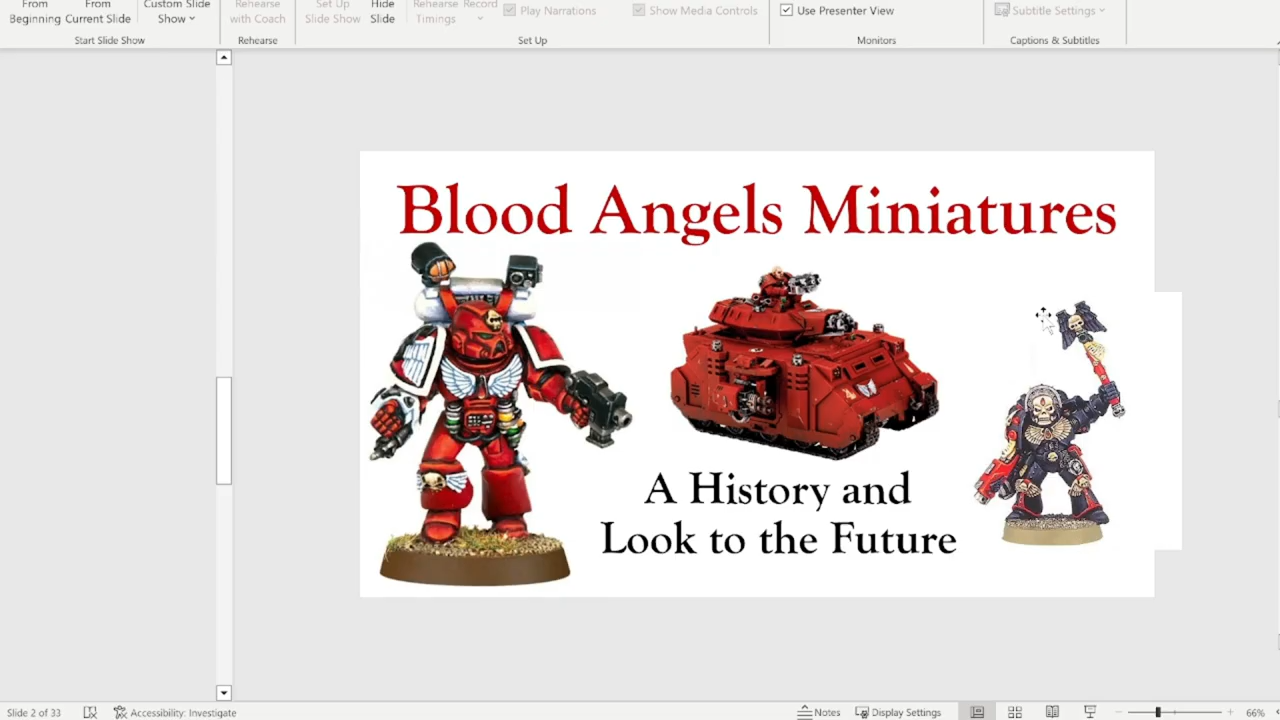 From
Beginning
From
Current Slide
Custom Slide
Show
Rehearse
with Coach
Set Up
Slide Show
Hide
Slide
Rehearse
Timings
Record
Play Narrations
Show Media Controls
Use Presenter View
Subtitle Settings
Start Slide Show
Rehearse
Set Up
Monitors
Captions & Subtitles
Blood Angels Miniatures
A History and
Look to the Future
Slide 2 of 33
Accessibility: Investigate
Notes
Display Settings
66%